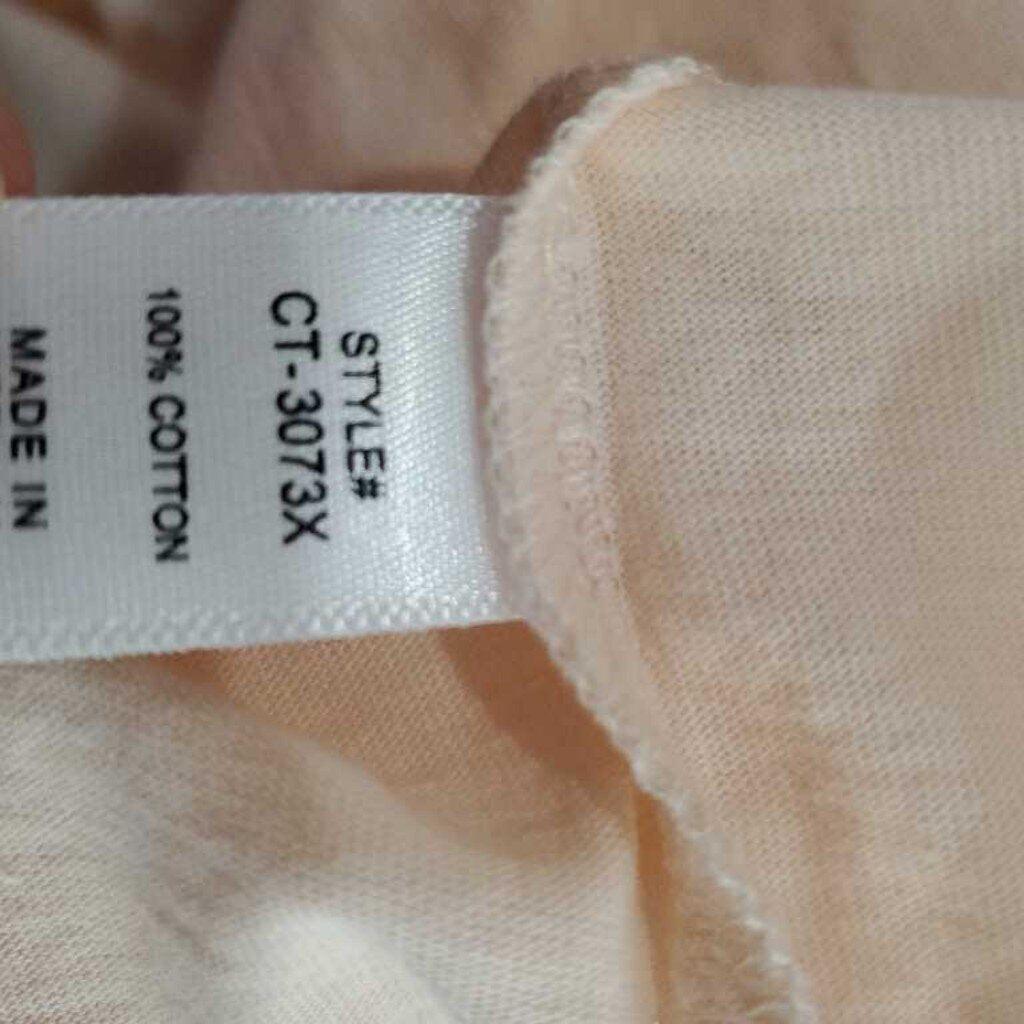 STYLE#
CT-3073X
100% COTTON
MADE IN